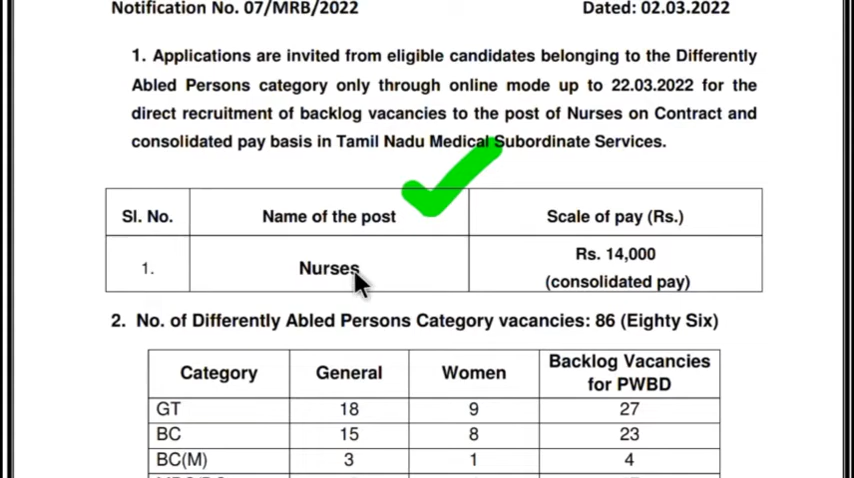 Notification No. 07/MRB/2022 Dated: 02.03.2022
1. Applications are invited from eligible candidates belonging to the Differently
Abled Persons category only through online mode up to 22.03.2022 for the
direct recruitment of backlog vacancies to the post of Nurses on Contract and
consolidated pay basis in Tamil Nadu Medical Subordinate Services.
Sl. No. Name of the post Scale of pay (Rs.)
1. Nurses Rs. 14,000
(consolidated pay)
2. No. of Differently Abled Persons Category vacancies: 86 (Eighty Six)
Category General Women Backlog Vacancies
for PWBD
GT 18 9 27
BC 15 8 23
BC(M) 3 1 4